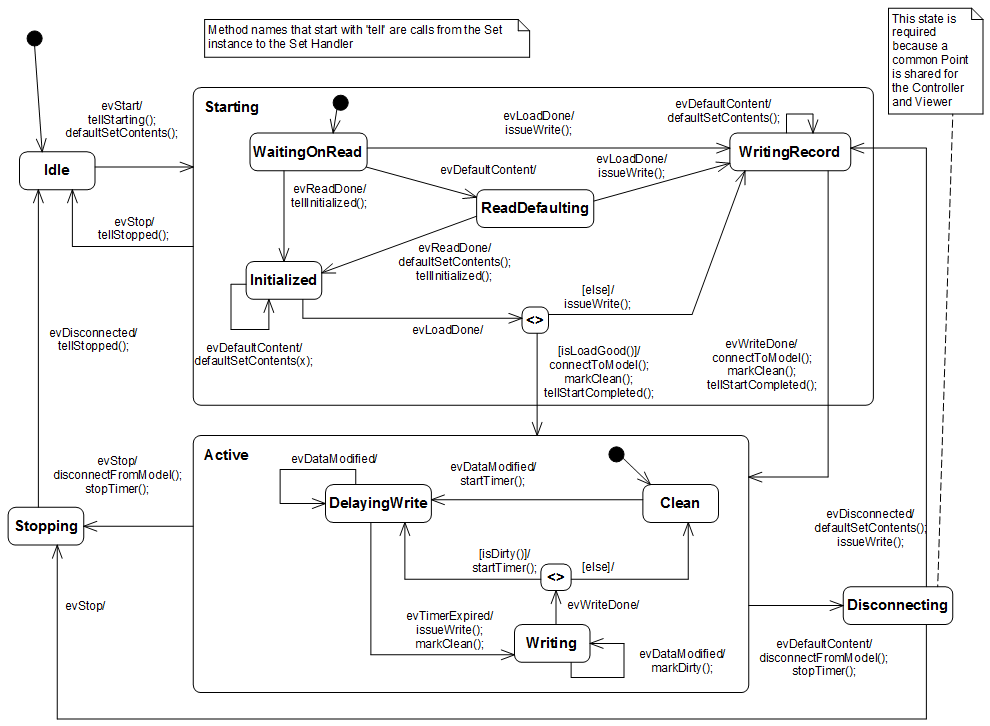 Method names that start with 'tell' are calls from the Set
instance to the Set Handler
This state is
required
because a
common Point
is shared for
the Controller
and Viewer
evStart/
tellStarting();
defaultSetContents();
Idle
evStop/
tellStopped();
Starting
WaitingOnRead
evLoadDone/
issueWrite();
evDefaultContent/
defaultSetContents();
WritingRecord
evDefaultContent/
evLoadDone/
issueWrite();
evReadDone/
tellInitialized();
ReadDefaulting
evReadDone/
defaultSetContents();
tellInitialized();
Initialized
evDefaultContent/
defaultSetContents(x);
evLoadDone/
<>
[else]/
issueWrite();
[isLoadGood()]/
connectToModel();
markClean();
tellStartCompleted();
evWriteDone/
connectToModel();
markClean();
tellStartCompleted();
evDisconnected/
tellStopped();
Active
evDataModified/
DelayingWrite
evDataModified/
startTimer();
Clean
evStop/
disconnectFromModel();
stopTimer();
Stopping
[isDirty()]/
startTimer();
<>
[else]/
evWriteDone/
evTimerExpired/
issueWrite();
markClean();
Writing
evDataModified/
markDirty();
evDisconnected/
defaultSetContents();
issueWrite();
Disconnecting
evDefaultContent/
disconnectFromModel();
stopTimer();
evStop/